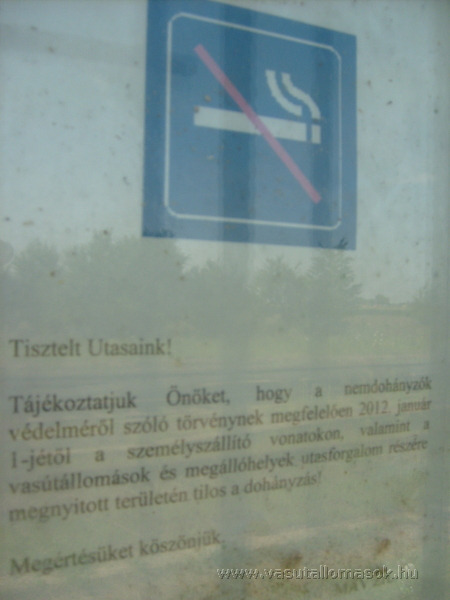 Tisztelt Utasaink!
Tájékoztatjuk Önöket, hogy a nemdohányzók
védelméről szóló törvénynek megfelelően 2012. január
1-jétől a személyszállító vonatokon, valamint a
vasútállomások és megállóhelyek utasforgalom részére
megnyitott területén tilos a dohányzás!
Megértésüket köszönjük.
http://www.vasutallomasok.hu